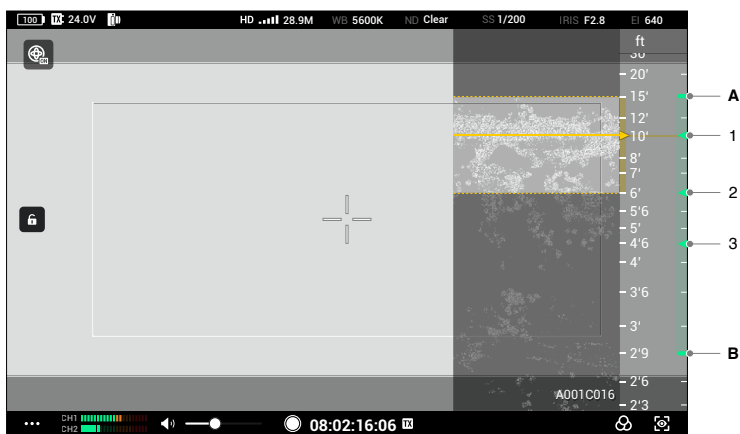 100 TX 24.0V HD 28.9M WB 5600K ND Clear SS 1/200 IRIS F2.8 EI 640
ft
ON
30'
20'
15' A
12'
10' 1
8'
7'
6' 2
5'6
5'
4'6 3
4'
3'6
3'
2'9 B
2'6
A001C016
2'3
CH1
CH2
08:02:16:06 TX